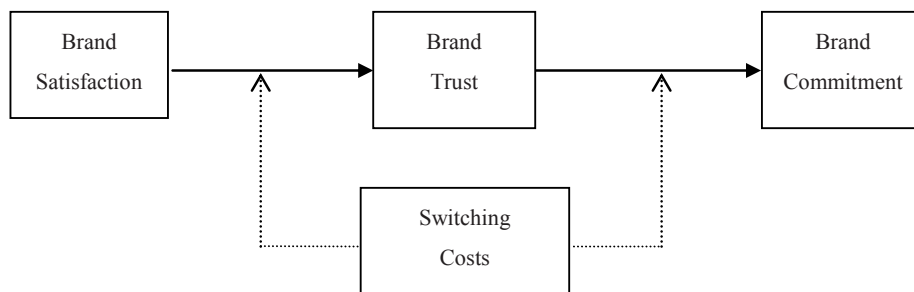 Brand
Satisfaction
Brand
Trust
Brand
Commitment
Switching
Costs